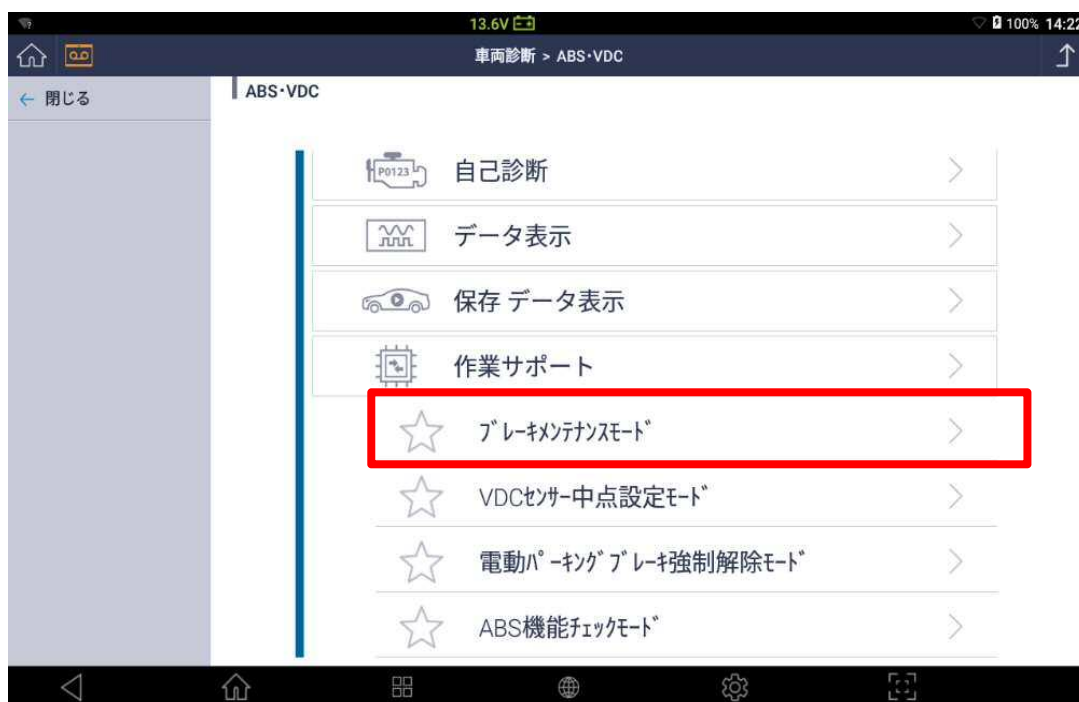 13.6V
100% 14:22
車両診断 > ABS・VDC
← 閉じる
ABS・VDC
P0123
自己診断
データ表示
保存 データ表示
作業サポート
ﾌﾞﾚｰｷﾒﾝﾃﾅﾝｽﾓｰﾄﾞ
VDCｾﾝｻｰ中点設定ﾓｰﾄﾞ
電動ﾊﾟｰｷﾝｸﾞﾌﾞﾚｰｷ強制解除ﾓｰﾄﾞ
ABS機能ﾁｪｯｸﾓｰﾄﾞ